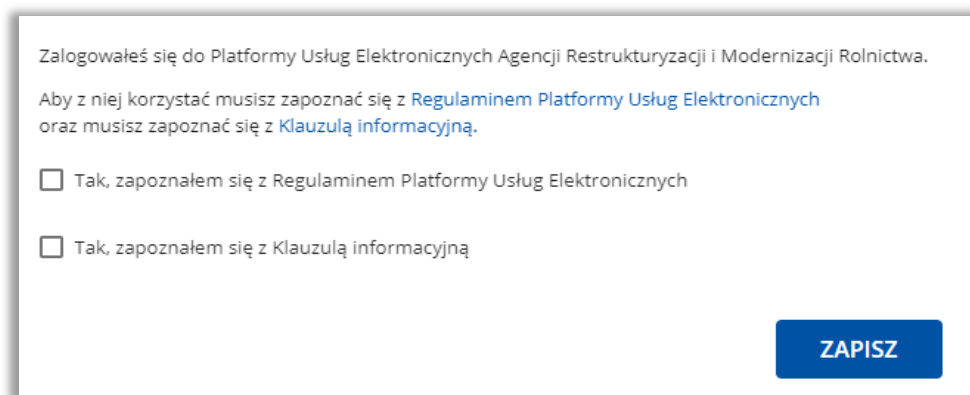 Zalogowałeś się do Platformy Usług Elektronicznych Agencji Restrukturyzacji i Modernizacji Rolnictwa.
Aby z niej korzystać musisz zapoznać się z Regulaminem Platformy Usług Elektronicznych
oraz musisz zapoznać się z Klauzulą informacyjną.
Tak, zapoznałem się z Regulaminem Platformy Usług Elektronicznych
Tak, zapoznałem się z Klauzulą informacyjną
ZAPISZ